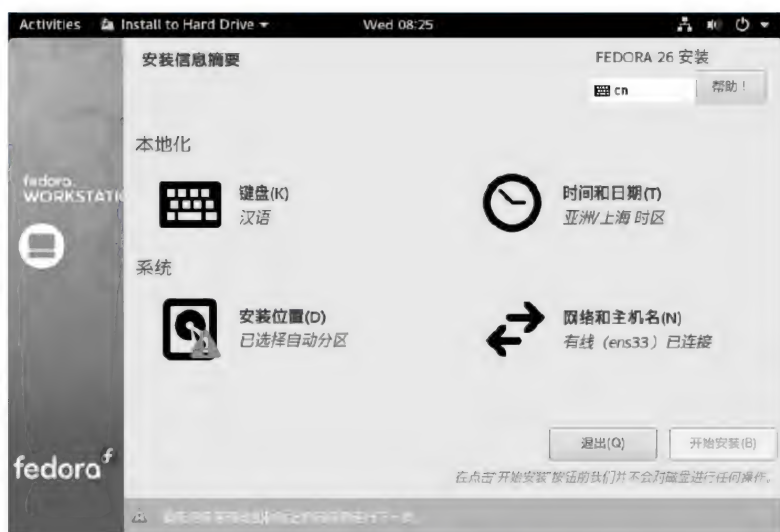 Activities Install to Hard Drive Wed 08:25
安装信息摘要 FEDORA 26 安装
cn 帮助！
本地化
fedora
WORKSTATIO
键盘(K) 时间和日期(T)
汉语 亚洲/上海 时区
系统
安装位置(D) 网络和主机名(N)
已选择自动分区 有线（ens33）已连接
退出(Q) 开始安装(B)
fedora
在点击"开始安装"按钮前我们并不会对磁盘进行任何操作。